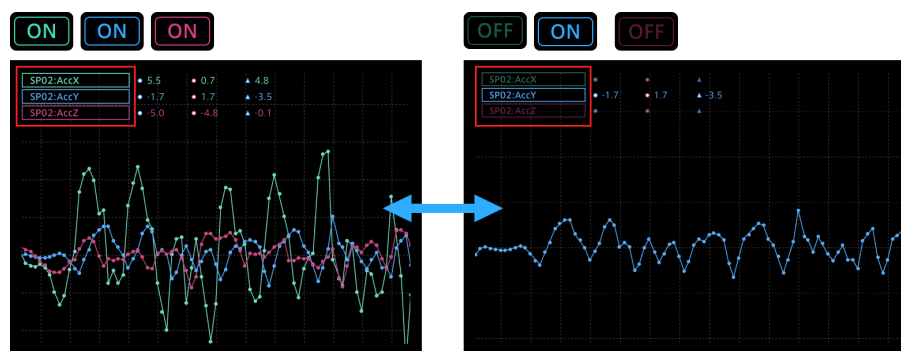 ON ON ON
SP02:AccX 5.5 0.7 4.8
SP02:AccY -1.7 1.7 -3.5
SP02:AccZ -5.0 -4.8 -0.1
OFF ON OFF
SP02:AccX
SP02:AccY -1.7 1.7 -3.5
SP02:AccZ